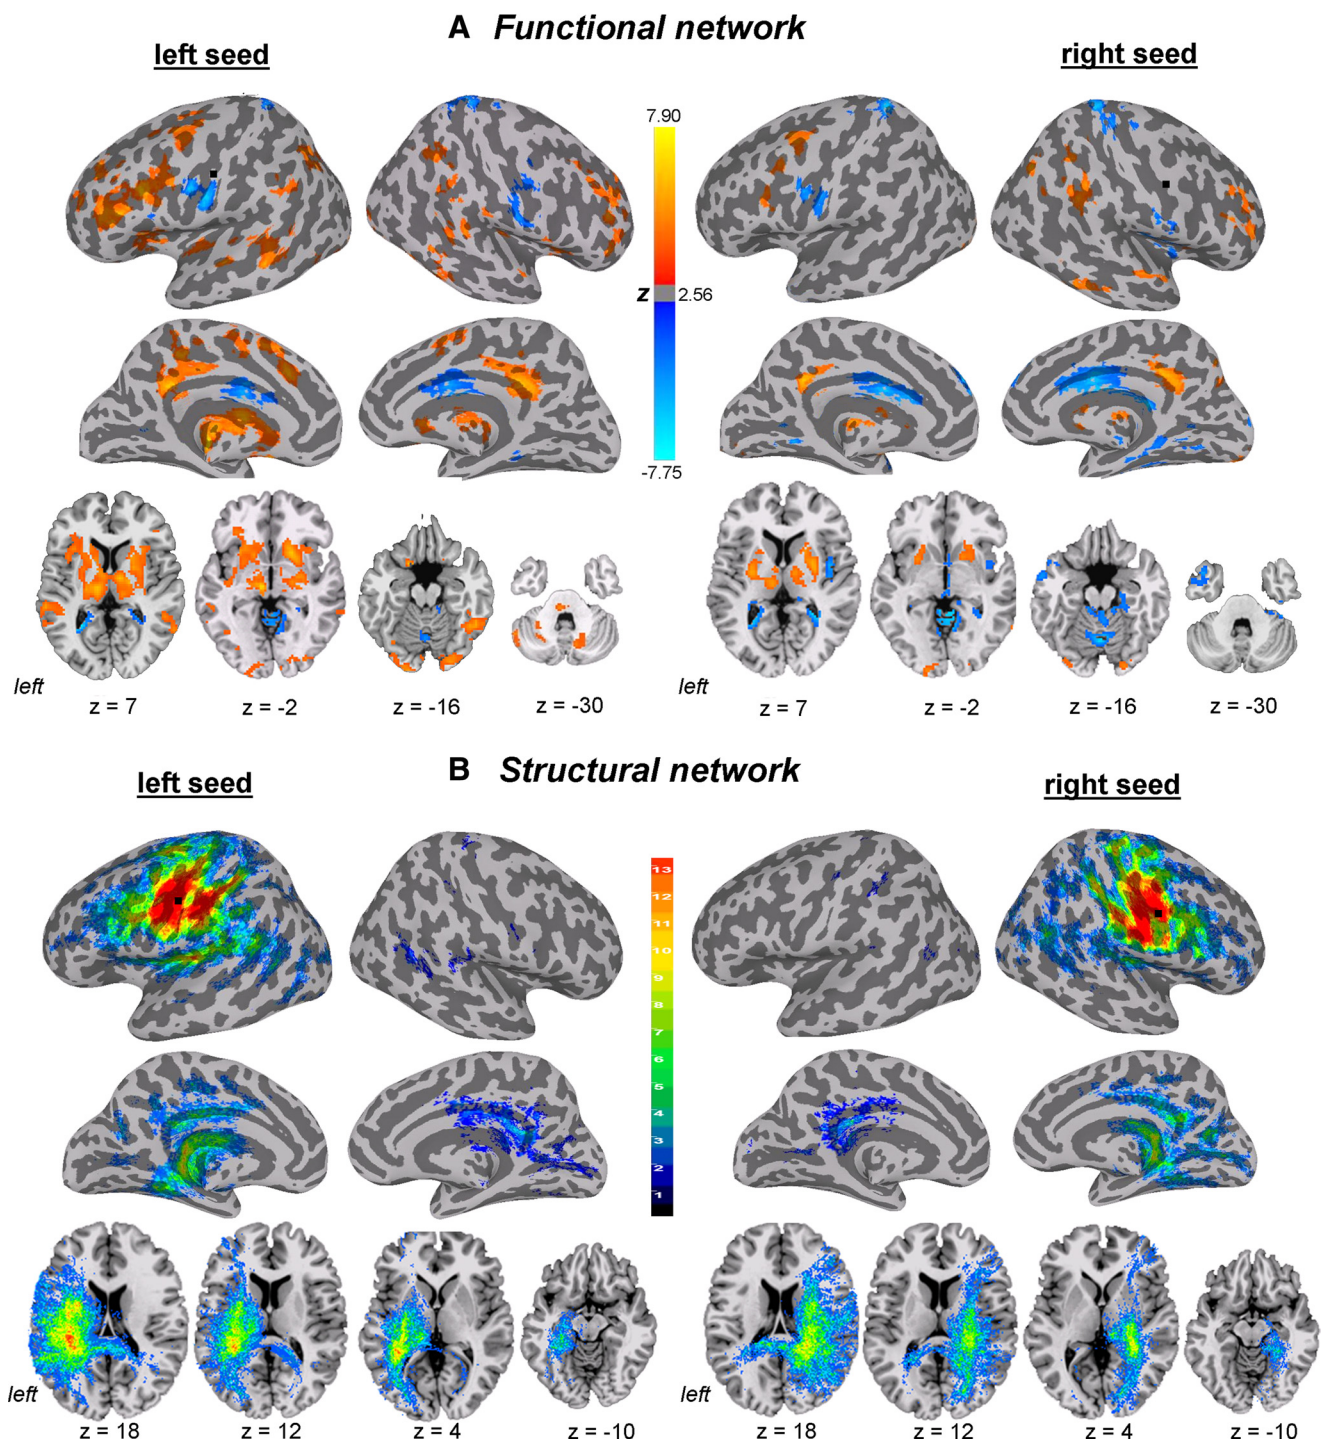 A Functional network
left seed
right seed
7.90
z 2.56
-7.75
left
z = 7
z = -2
z = -16
z = -30
left
z = 7
z = -2
z = -16
z = -30
B Structural network
left seed
right seed
13
12
11
10
9
8
7
6
5
4
3
2
1
left
z = 18
z = 12
z = 4
z = -10
left
z = 18
z = 12
z = 4
z = -10